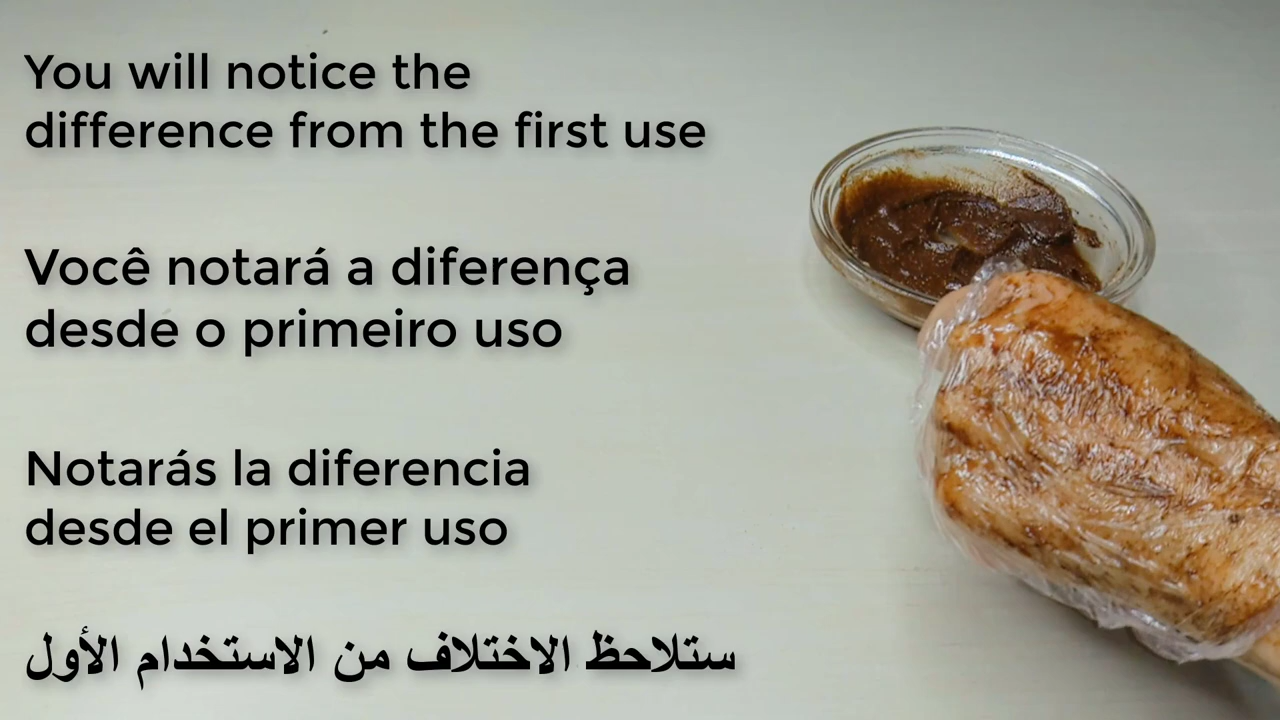 You will notice the
difference from the first use
Você notará a diferença
desde o primeiro uso
Notarás la diferencia
desde el primer uso
ستلاحظ الاختلاف من الاستخدام الأول